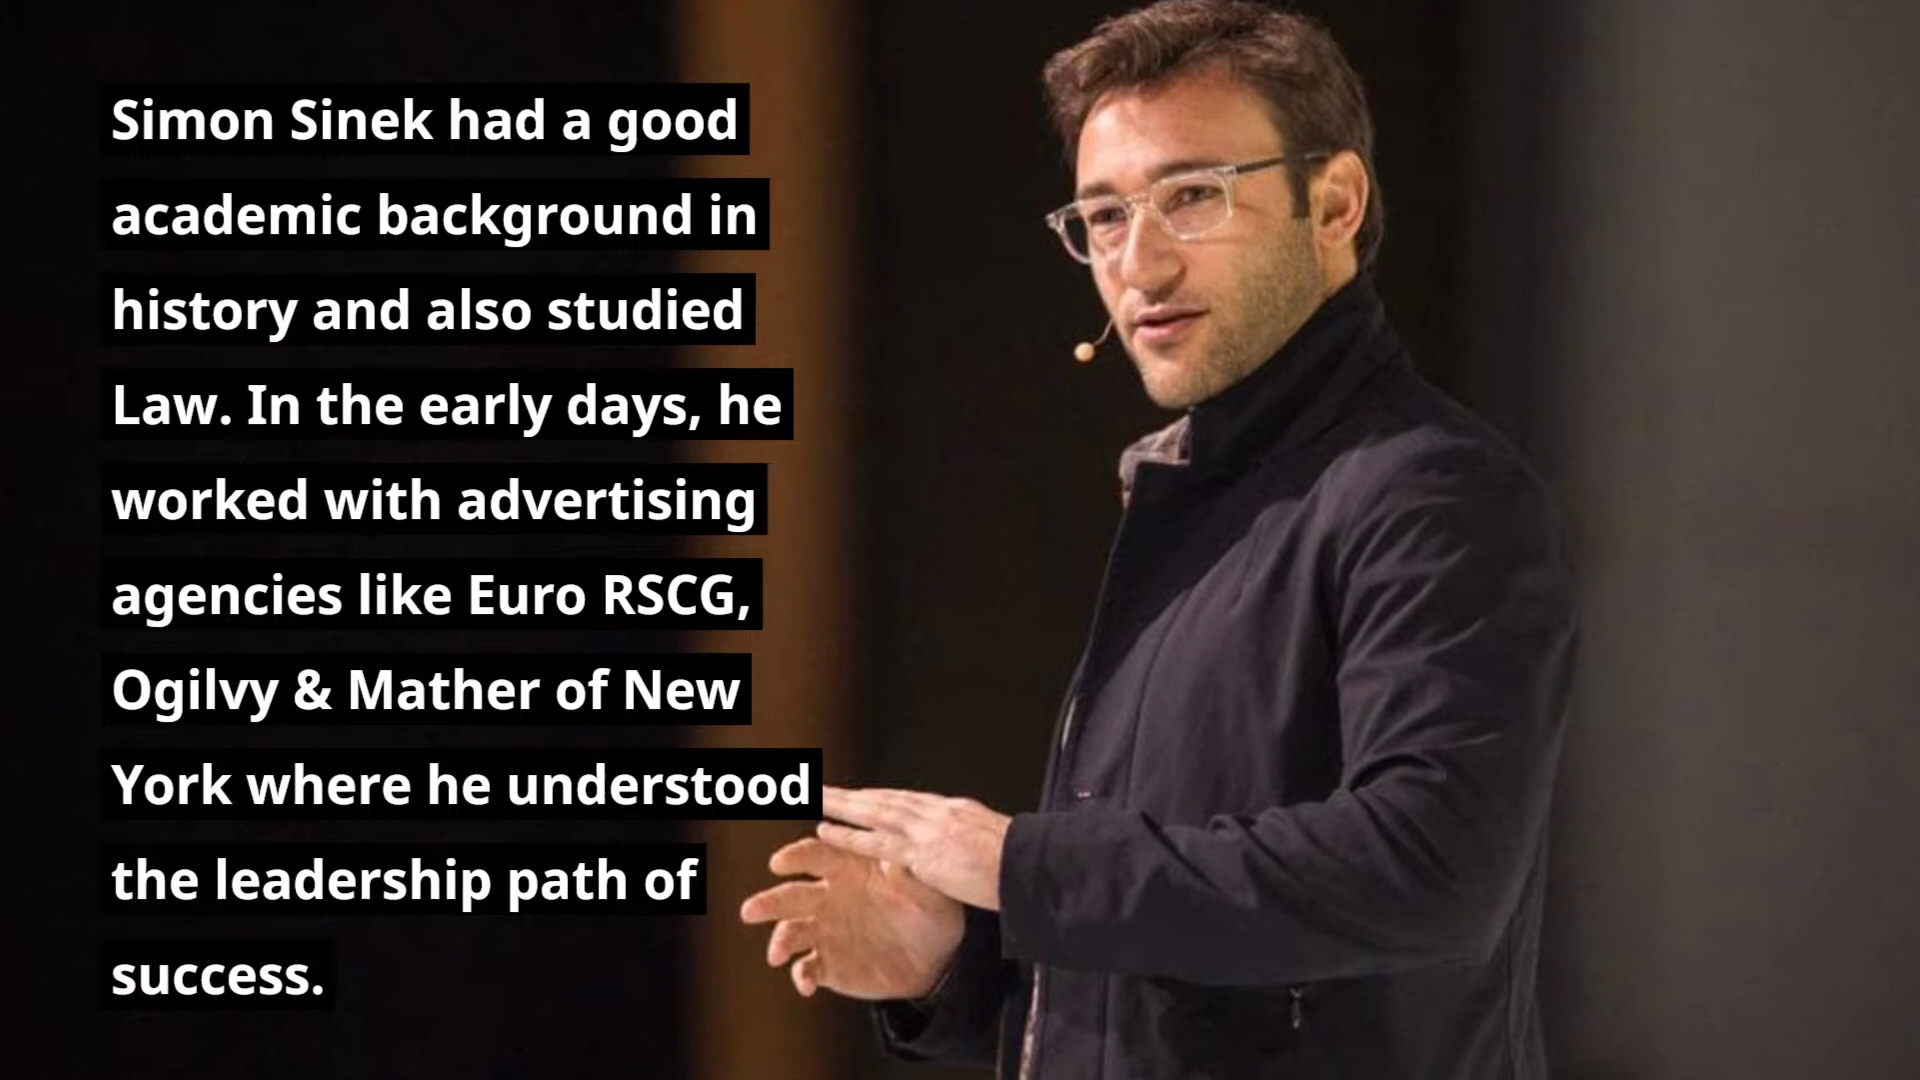 Simon Sinek had a good
academic background in
history and also studied
Law. In the early days, he
worked with advertising
agencies like Euro RSCG,
Ogilvy & Mather of New
York where he understood
the leadership path of
success.